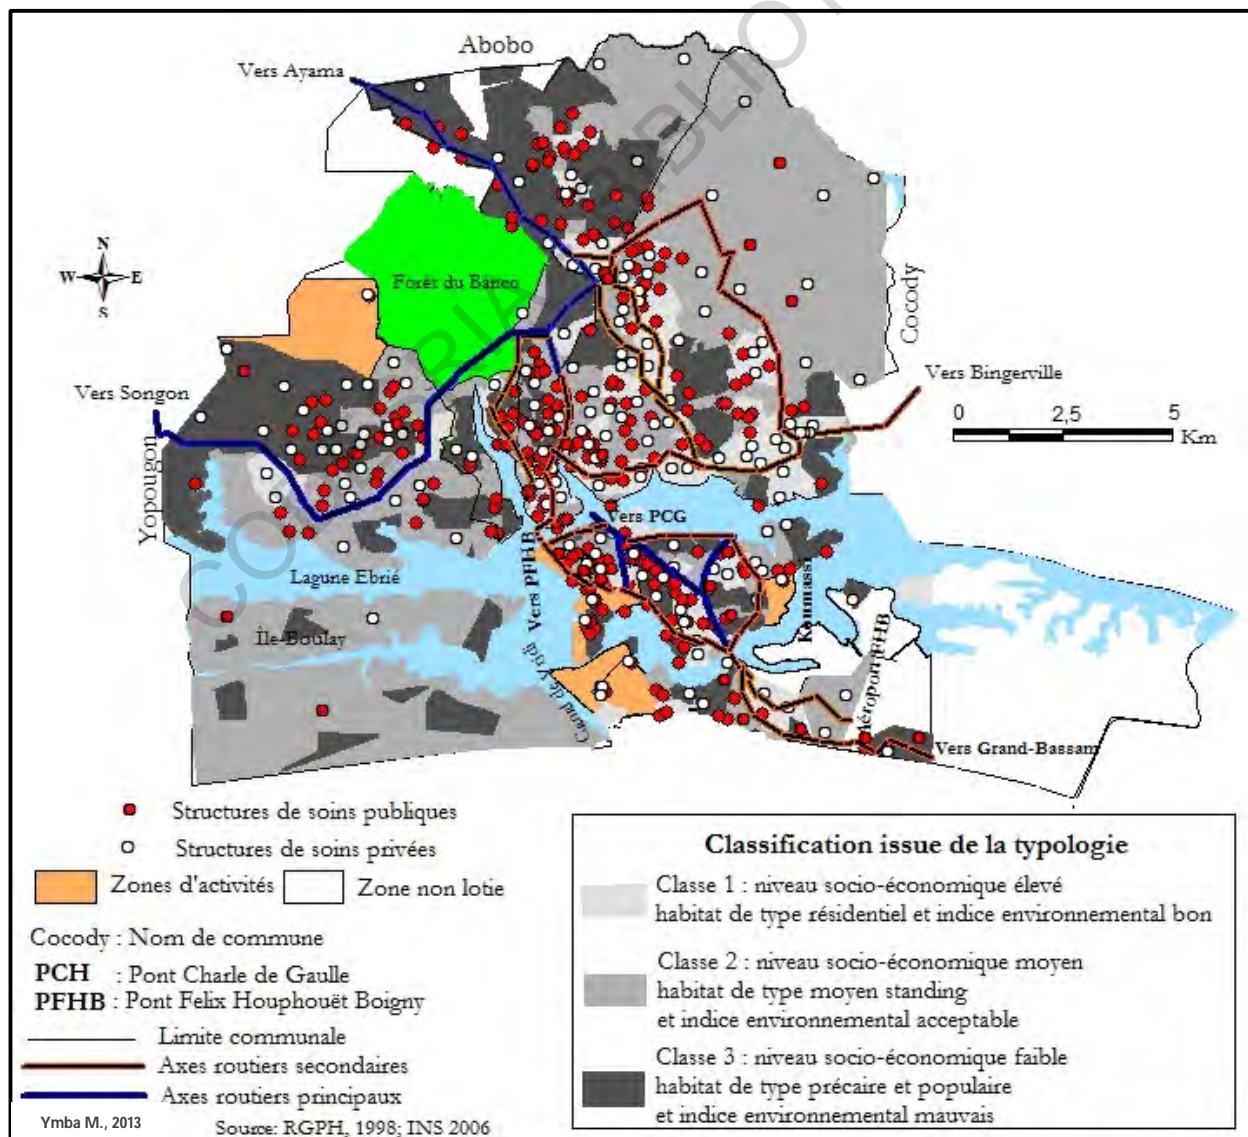 Abobo
Vers Ayama
N
W E
S
Forêt du Banco
Cocody
Vers Songon
Vers Bingerville
0 2,5 5
Km
Yopougon
Vers PCG
Vers PFHB
Lagune Ebrié
Koumassi
Île-Boulay
Canal de Vridi
Aéroport FHB
Vers Grand-Bassam
Structures de soins publiques
Structures de soins privées
Zones d'activités
Zone non lotie
Cocody : Nom de commune
PCH : Pont Charle de Gaulle
PFHB : Pont Felix Houphouët Boigny
Limite communale
Axes routiers secondaires
Axes routiers principaux
Ymba M., 2013
Source: RGPH, 1998; INS 2006
Classification issue de la typologie
Classe 1 : niveau socio-économique élevé
habitat de type résidentiel et indice environnemental bon
Classe 2 : niveau socio-économique moyen
habitat de type moyen standing
et indice environnemental acceptable
Classe 3 : niveau socio-économique faible
habitat de type précaire et populaire
et indice environnemental mauvais